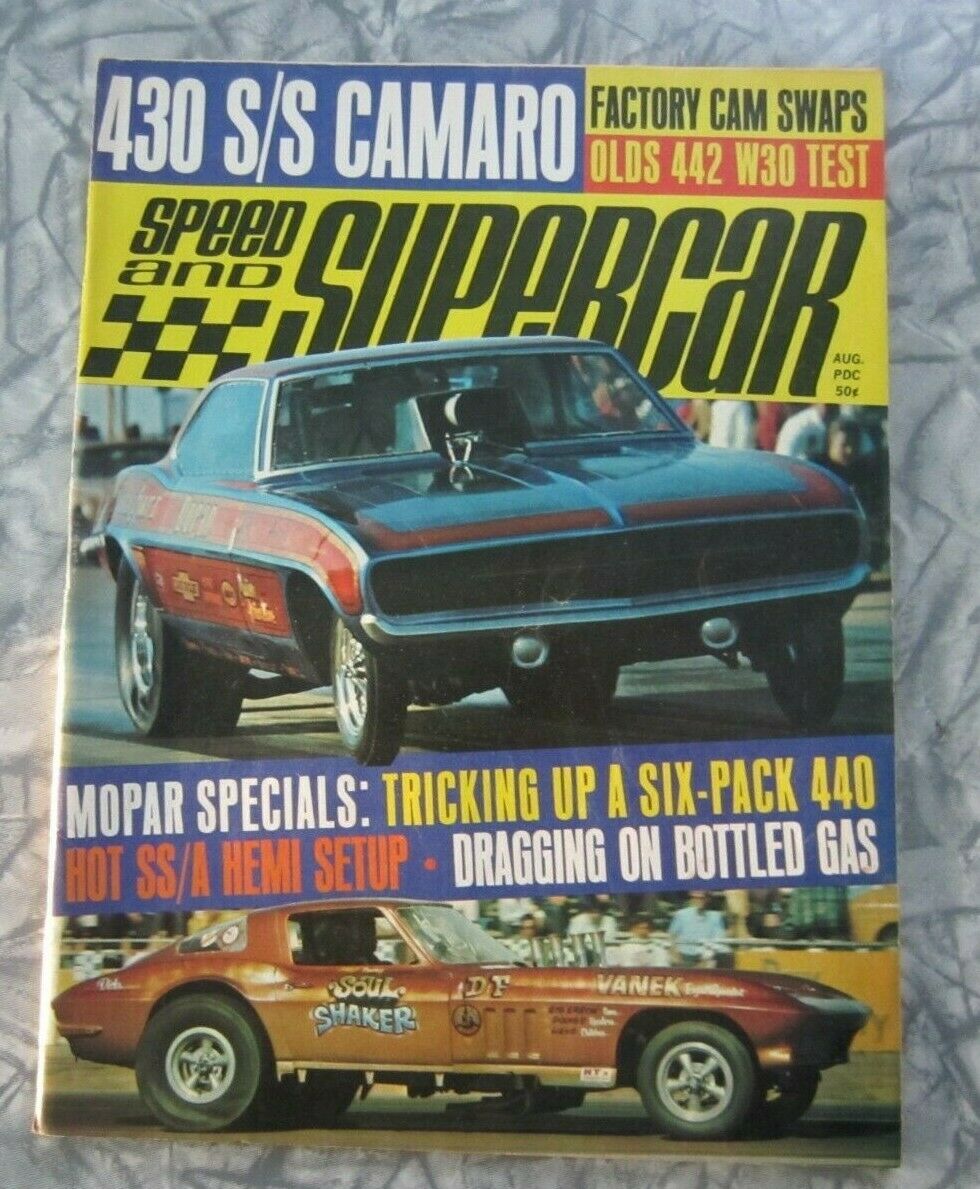 430 S/S CAMARO
FACTORY CAM SWAPS
OLDS 442 W30 TEST
SPEED
AND
SUPERCAR
AUG.
PDC
50¢
MOPAR SPECIALS: TRICKING UP A SIX-PACK 440
HOT SS/A HEMI SETUP • DRAGGING ON BOTTLED GAS
SOUL
SHAKER
VANEK